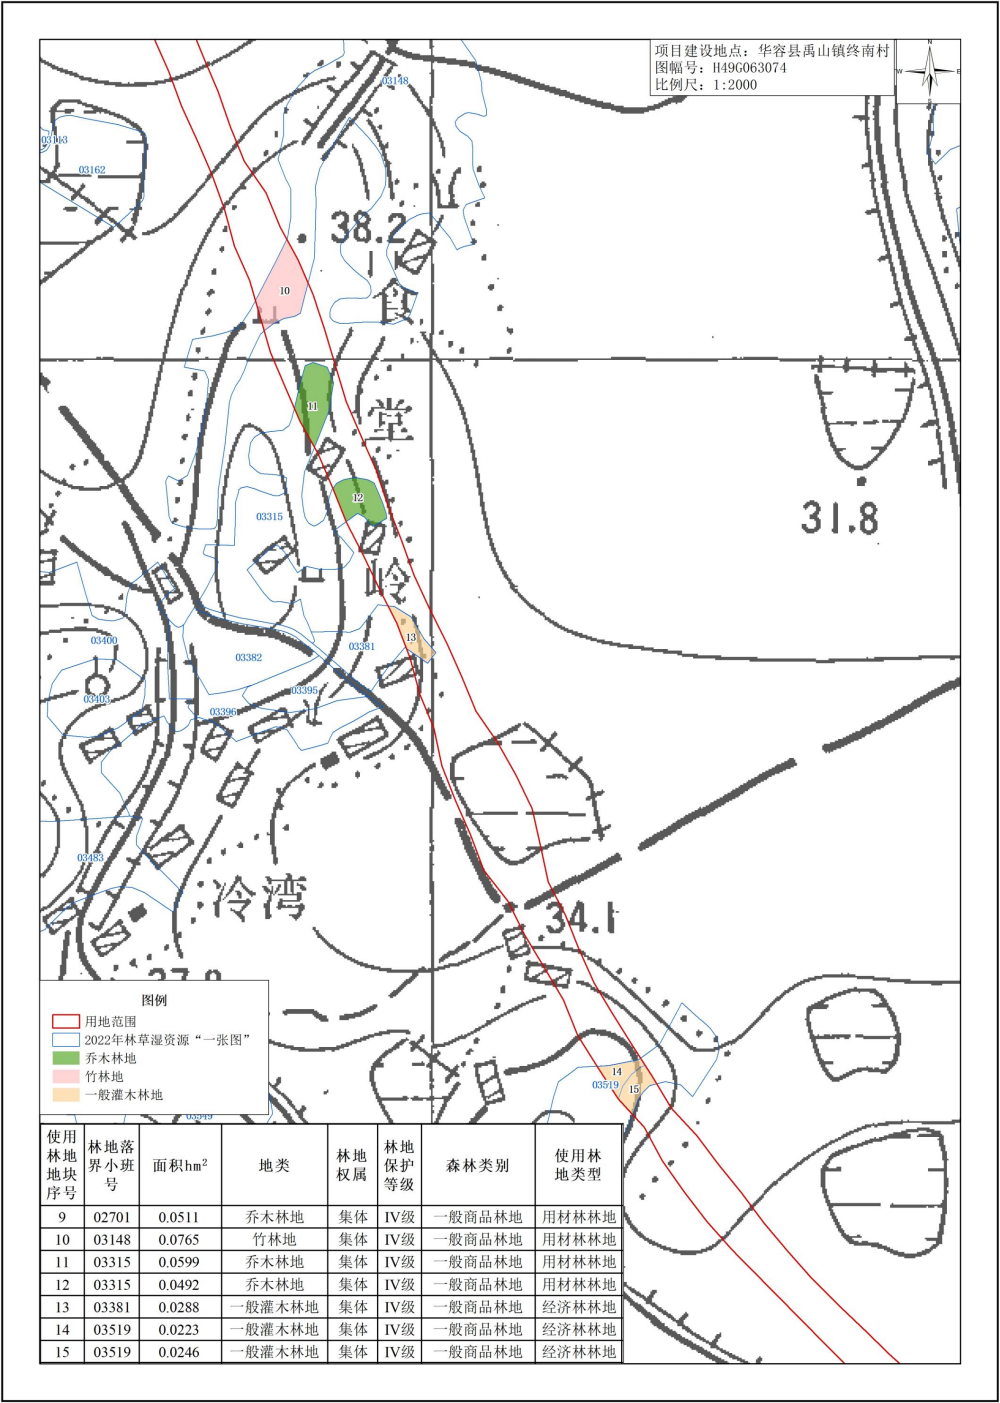 项目建设地点：华容县禹山镇终南村
图幅号：H49G063074
比例尺：1:2000
N
W
E
S
03148
03113
03162
38.2
10
食
11
堂
12
31.8
03315
岭
13
03400
03381
03382
03403
03395
03396
03483
冷湾
34.1
图例
用地范围
2022年林草湿资源“一张图”
乔木林地
竹林地
一般灌木林地
14
03519
15
使用林地地块序号 林地落界小班号 面积hm² 地类 林地权属 林地保护等级 森林类别 使用林地类型
9 02701 0.0511 乔木林地 集体 IV级 一般商品林地 用材林林地
10 03148 0.0765 竹林地 集体 IV级 一般商品林地 用材林林地
11 03315 0.0599 乔木林地 集体 IV级 一般商品林地 用材林林地
12 03315 0.0492 乔木林地 集体 IV级 一般商品林地 用材林林地
13 03381 0.0288 一般灌木林地 集体 IV级 一般商品林地 经济林林地
14 03519 0.0223 一般灌木林地 集体 IV级 一般商品林地 经济林林地
15 03519 0.0246 一般灌木林地 集体 IV级 一般商品林地 经济林林地